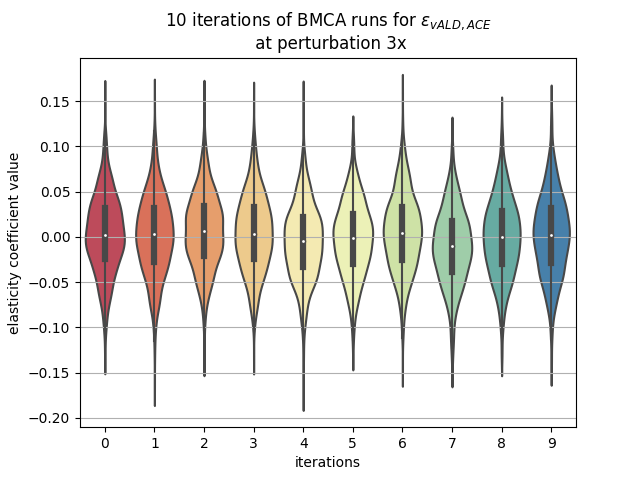 10 iterations of BMCA runs for ε_{vALD,ACE}
at perturbation 3x
elasticity coefficient value
0.15
0.10
0.05
0.00
−0.05
−0.10
−0.15
−0.20
0 1 2 3 4 5 6 7 8 9
iterations